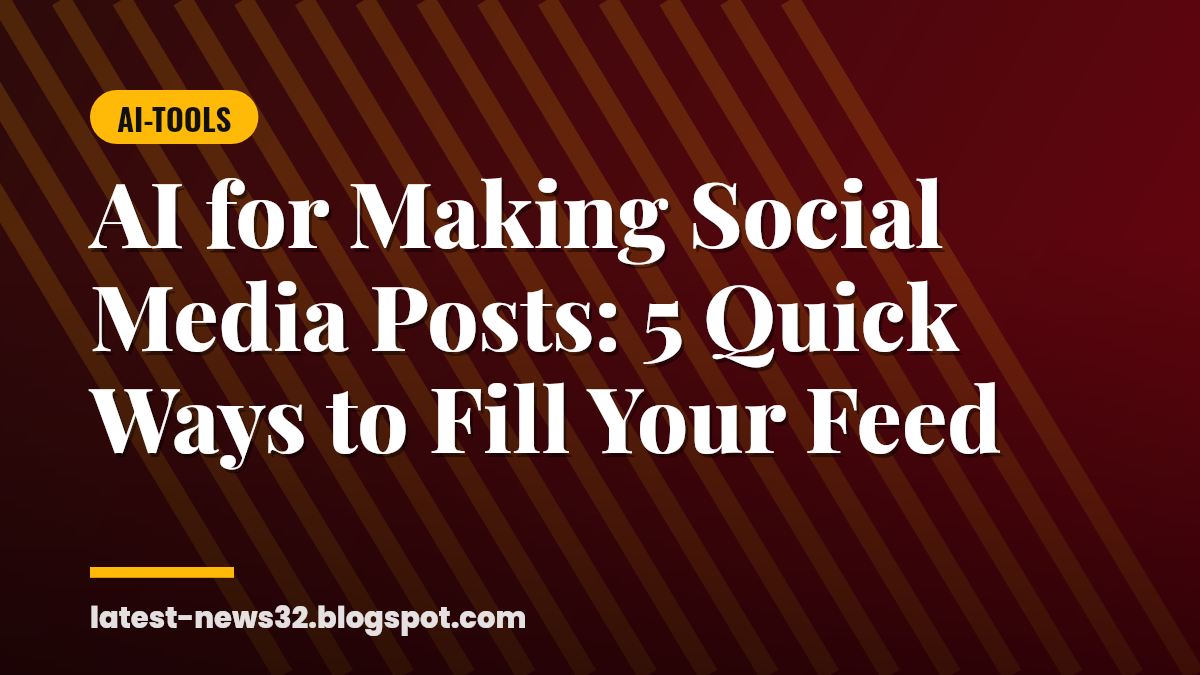 AI-TOOLS
AI for Making Social
Media Posts: 5 Quick
Ways to Fill Your Feed
latest-news32.blogspot.com